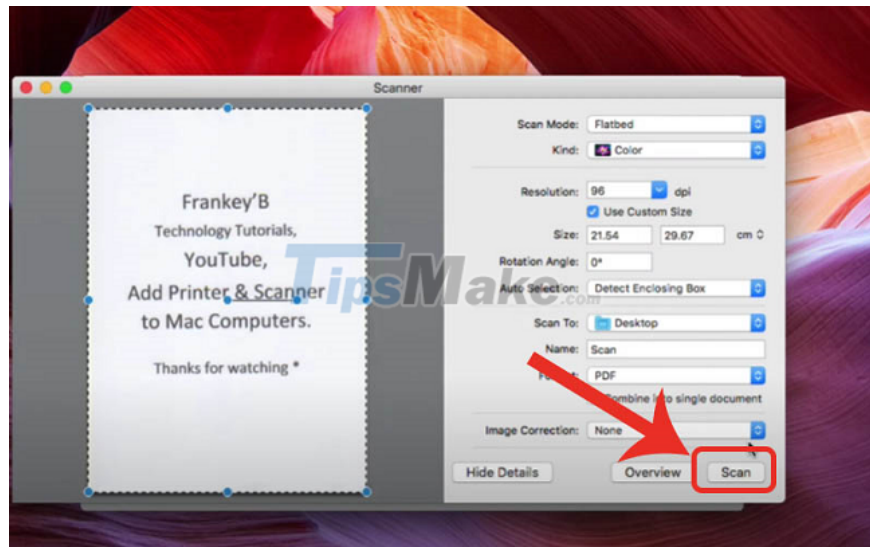 Scanner
Frankey'B
Technology Tutorials,
YouTube,
Add Printer & Scanner
to Mac Computers.
Thanks for watching *
Scan Mode: Flatbed
Kind: Color
Resolution: 96 dpi
Use Custom Size
Size: 21.54 29.67 cm
Rotation Angle: 0°
Auto Selection: Detect Enclosing Box
Scan To: Desktop
Name: Scan
PDF
Combine into single document
Image Correction: None
Hide Details Overview Scan
TipsMake.com